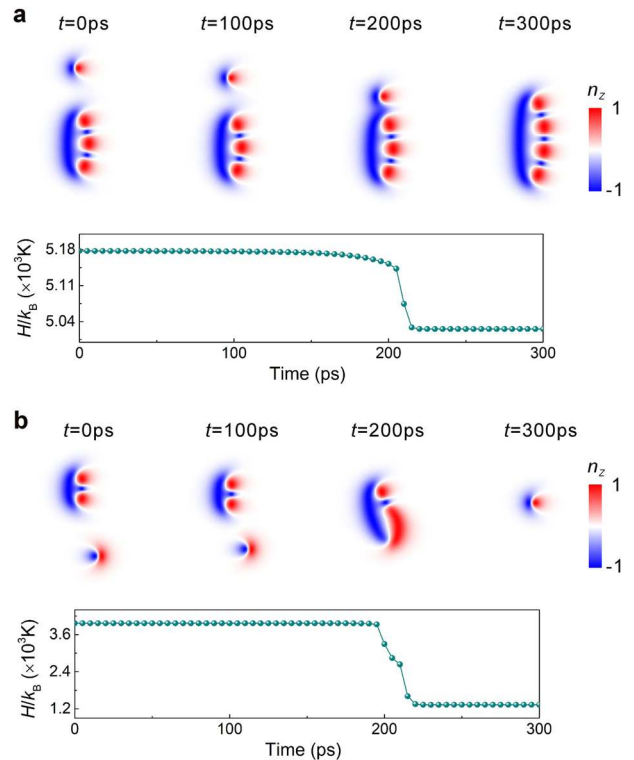 a
t=0ps t=100ps t=200ps t=300ps
n_z
1
-1
H/k_B (×10³K)
5.18
5.11
5.04
0 100 200 300
Time (ps)
b
t=0ps t=100ps t=200ps t=300ps
n_z
1
-1
H/k_B (×10³K)
3.6
2.4
1.2
0 100 200 300
Time (ps)